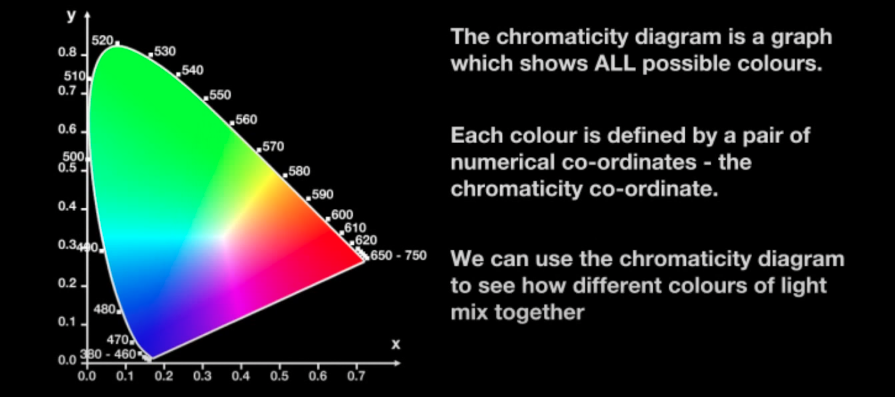 y
The chromaticity diagram is a graph
which shows ALL possible colours.
Each colour is defined by a pair of
numerical co-ordinates - the
chromaticity co-ordinate.
We can use the chromaticity diagram
to see how different colours of light
mix together
0.8
0.7
0.6
0.5
0.4
0.3
0.2
0.1
0.0
520
530
540
510
550
560
570
500
580
590
600
610
620
650 - 750
490
480
470
380 - 460
x
0.0 0.1 0.2 0.3 0.4 0.5 0.6 0.7